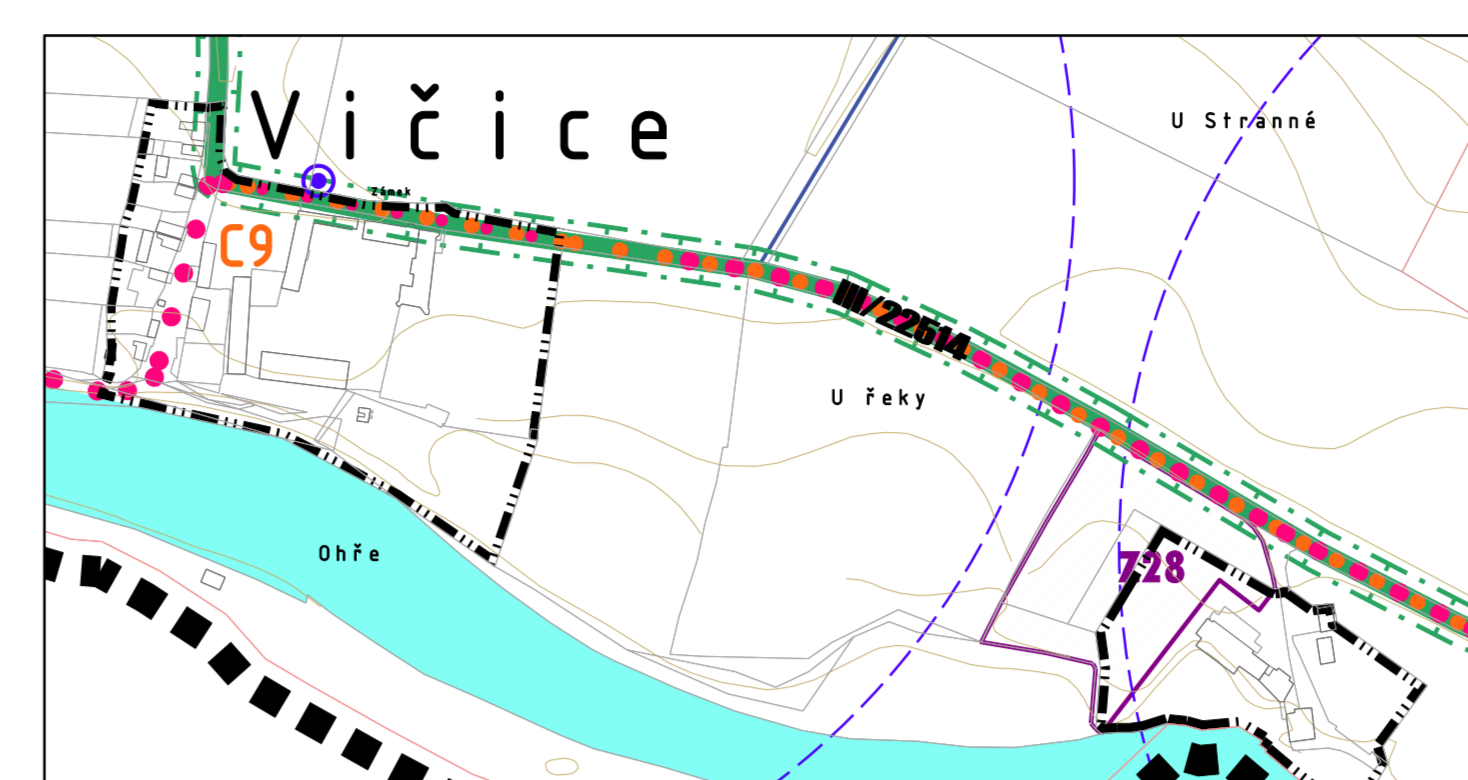 Vičice
U Stranné
Zámek
C9
III/22514
U řeky
Ohře
728